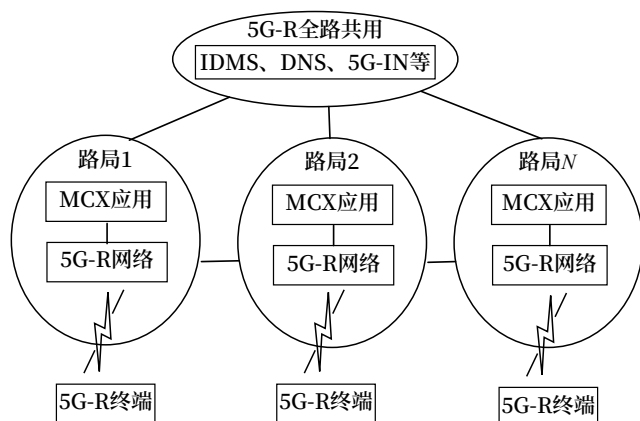 5G-R全路共用
IDMS、DNS、5G-IN等
路局1
路局2
路局N
MCX应用
MCX应用
MCX应用
5G-R网络
5G-R网络
5G-R网络
5G-R终端
5G-R终端
5G-R终端